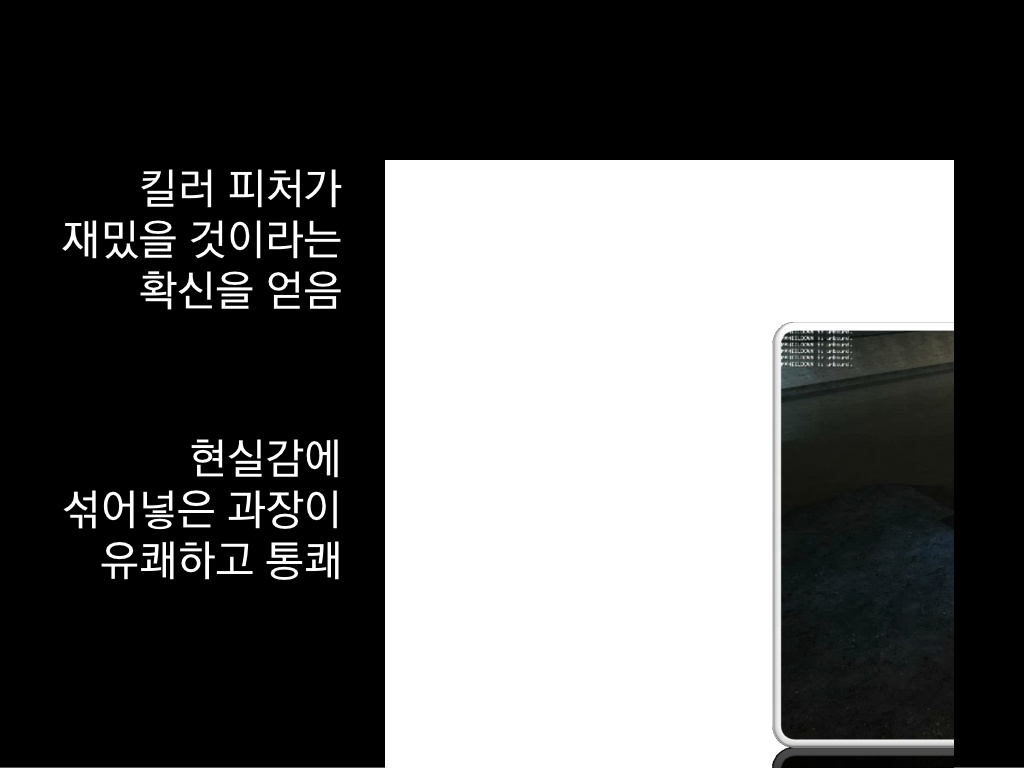 킬러 피처가
재밌을 것이라는
확신을 얻음
현실감에
섞어넣은 과장이
유쾌하고 통쾌